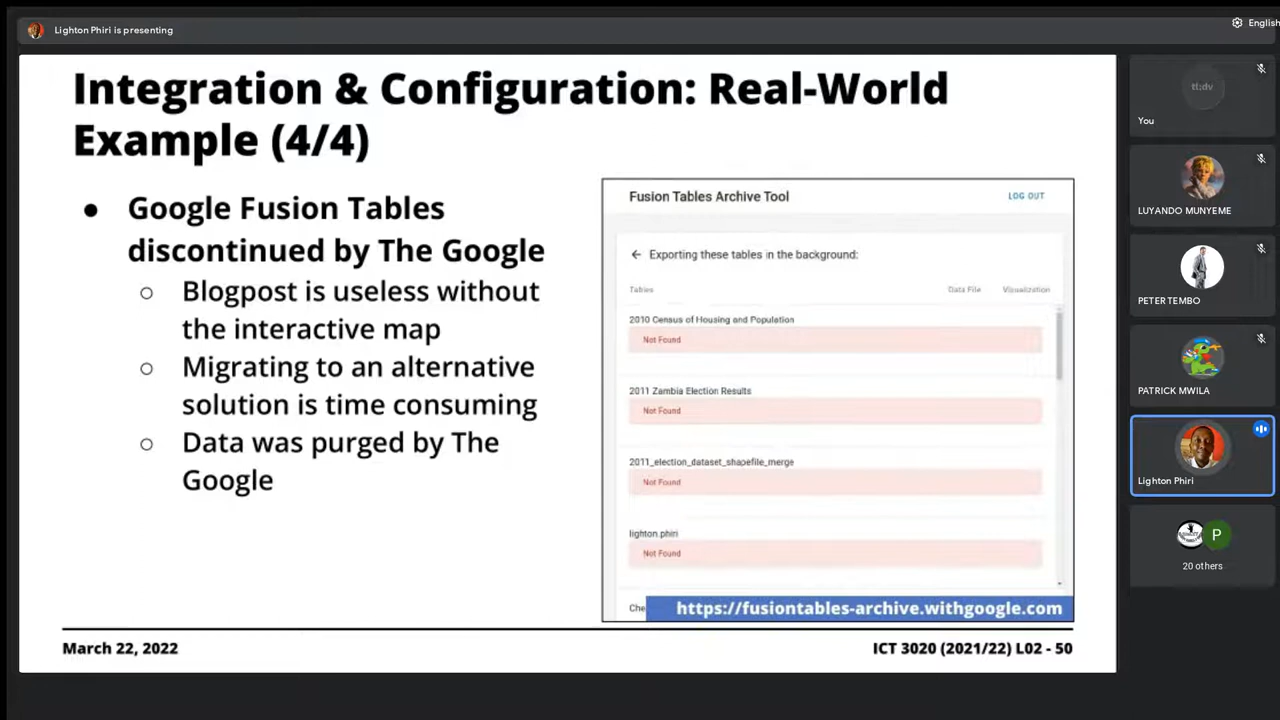 Lighton Phiri is presenting
English
Integration & Configuration: Real-World
Example (4/4)
● Google Fusion Tables
discontinued by The Google
○ Blogpost is useless without
the interactive map
○ Migrating to an alternative
solution is time consuming
○ Data was purged by The
Google
Fusion Tables Archive Tool
LOG OUT
← Exporting these tables in the background:
Tables Data File Visualization
2010 Census of Housing and Population
Not Found
2011 Zambia Election Results
Not Found
2011_election_dataset_shapefile_merge
Not Found
lighton.phiri
Not Found
Che
https://fusiontables-archive.withgoogle.com
March 22, 2022
ICT 3020 (2021/22) L02 - 50
tl;dv
You
LUYANDO MUNYEME
PETER TEMBO
PATRICK MWILA
Lighton Phiri
P
20 others